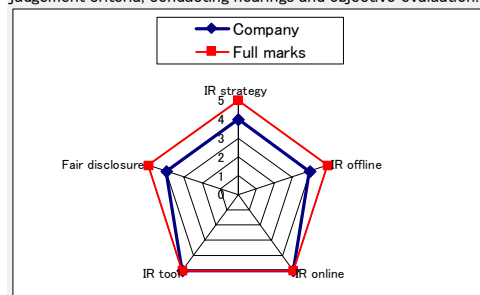 judgement criteria, conducting hearings and objective evaluation.
Company
Full marks
IR strategy
5
4
3
2
1
0
Fair disclosure
IR offline
IR tool
IR online